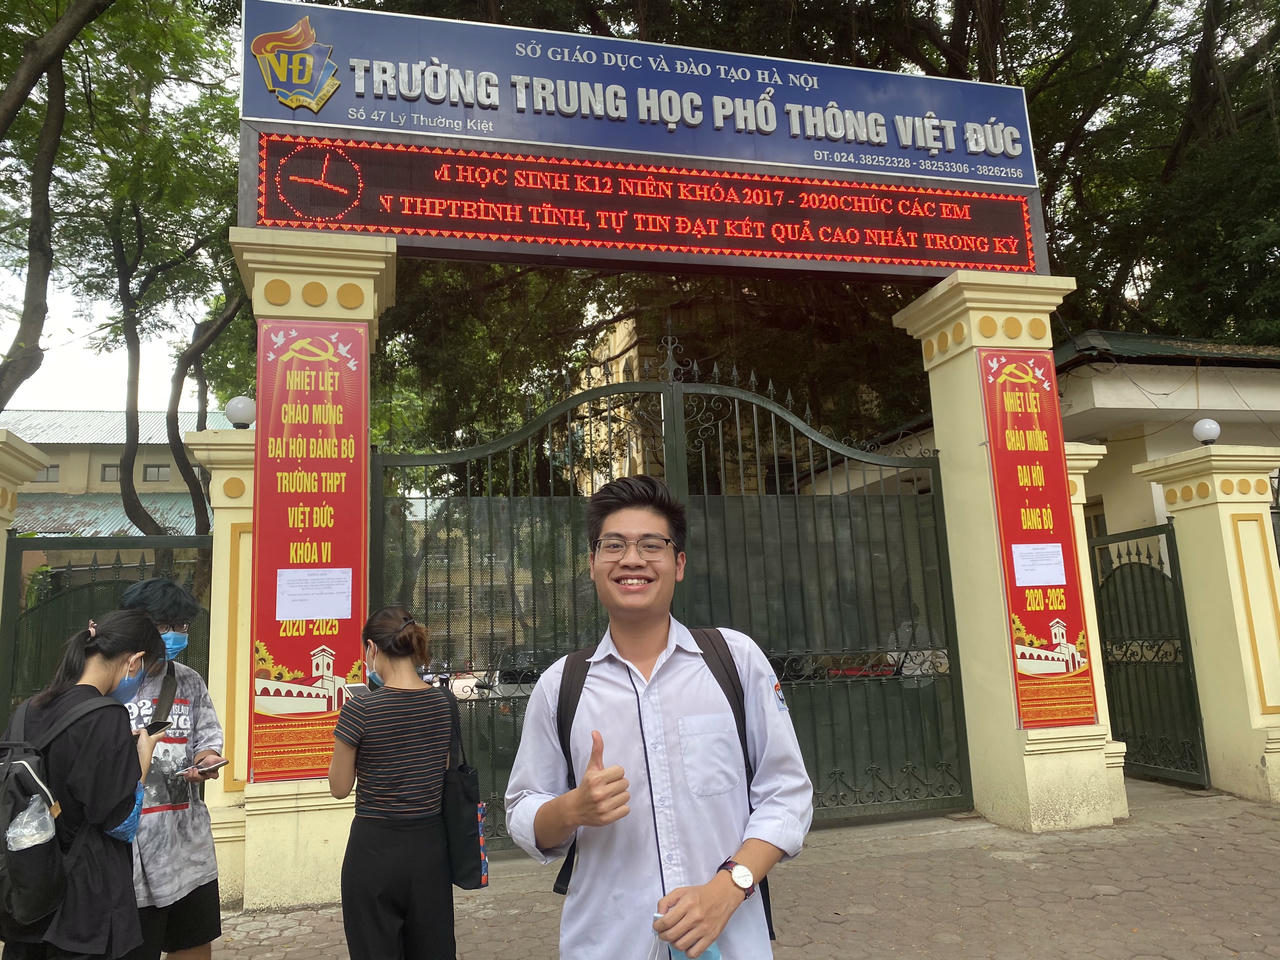 SỞ GIÁO DỤC VÀ ĐÀO TẠO HÀ NỘI
VĐ
TRƯỜNG TRUNG HỌC PHỔ THÔNG VIỆT ĐỨC
Số 47 Lý Thường Kiệt
ĐT: 024.38252328 - 38253306 - 38262156
HỌC SINH K12 NIÊN KHÓA 2017 - 2020 CHÚC CÁC EM
N THPTBÌNH TĨNH, TỰ TIN ĐẠT KẾT QUẢ CAO NHẤT TRONG KỲ
NHIỆT LIỆT
CHÀO MỪNG
ĐẠI HỘI ĐẢNG BỘ
TRƯỜNG THPT
VIỆT ĐỨC
KHÓA VI
2020 -2025
NHIỆT LIỆT
CHÀO MỪNG
ĐẠI HỘI
ĐẢNG BỘ
2020 -2025